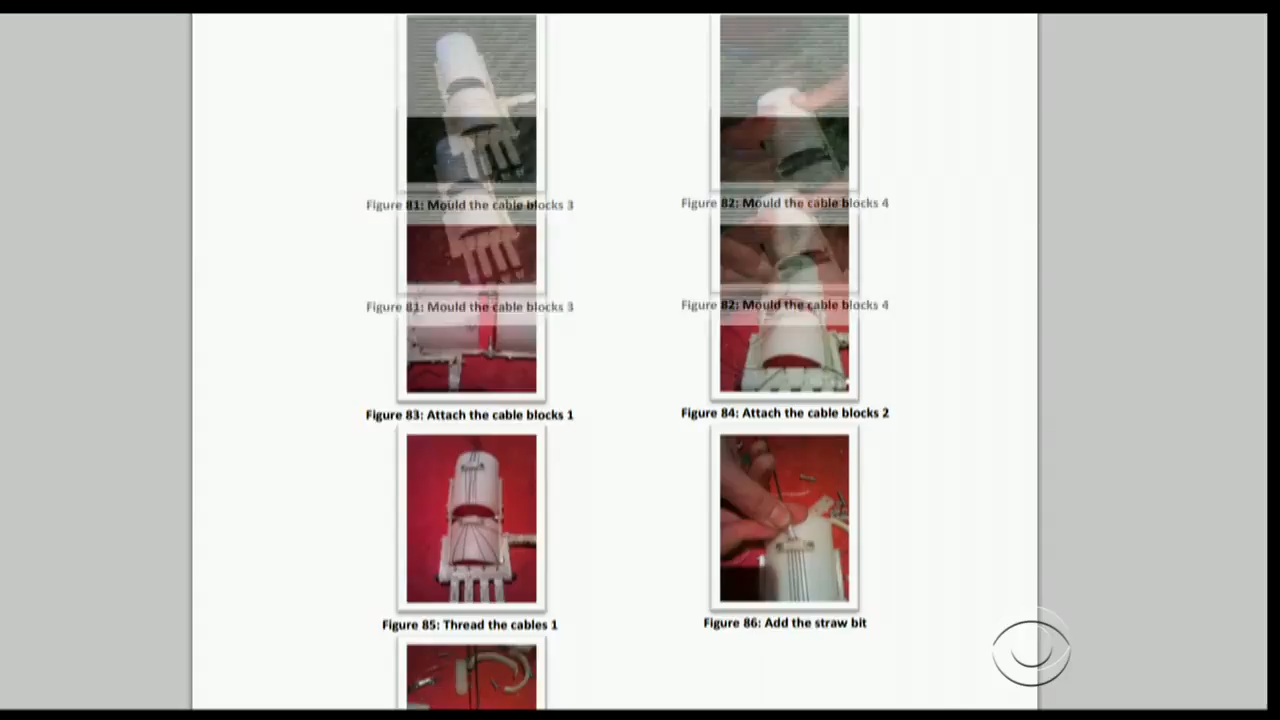 Figure 81: Mould the cable blocks 3
Figure 82: Mould the cable blocks 4
Figure 81: Mould the cable blocks 3
Figure 82: Mould the cable blocks 4
Figure 83: Attach the cable blocks 1
Figure 84: Attach the cable blocks 2
Figure 85: Thread the cables 1
Figure 86: Add the straw bit